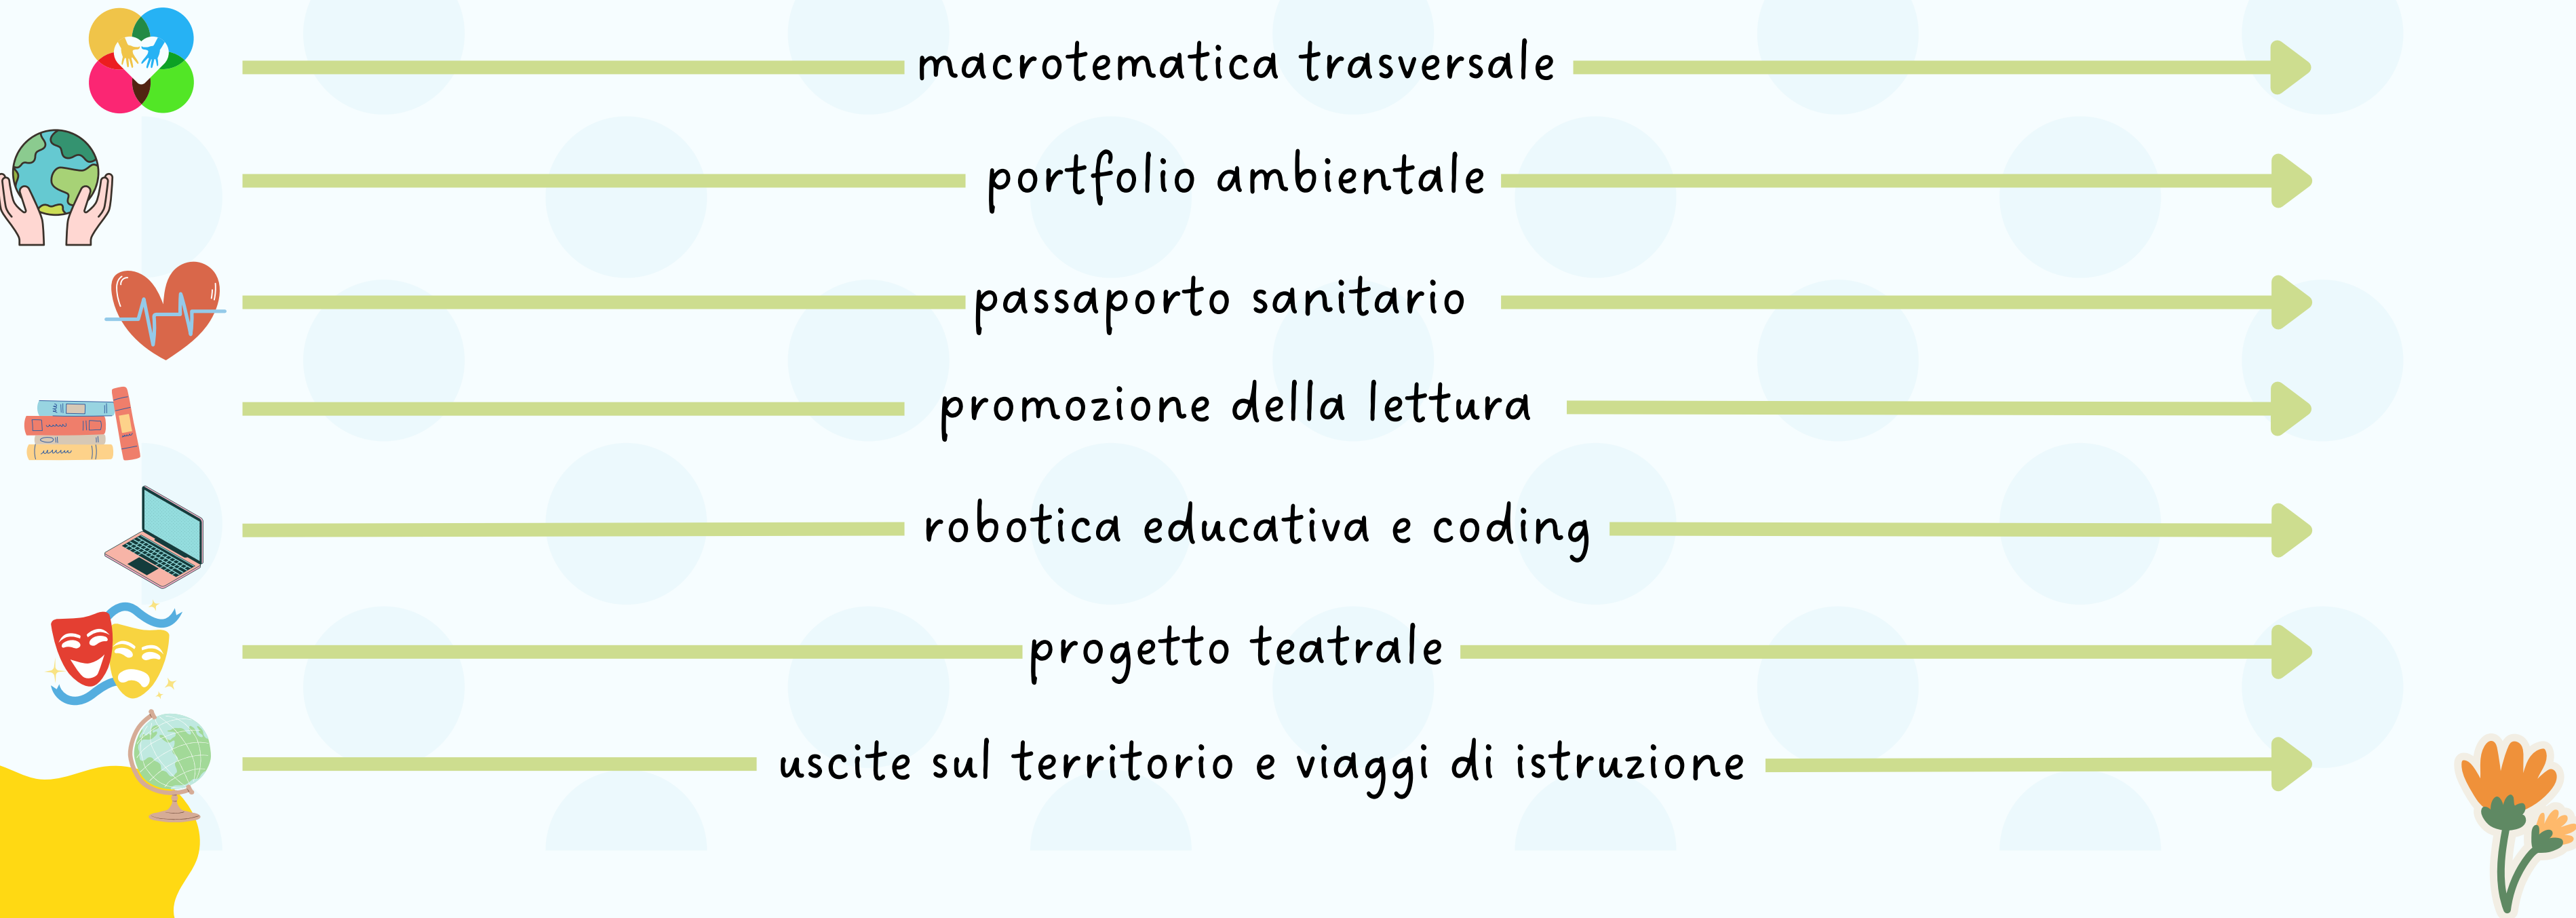 macrotematica trasversale
portfolio ambientale
passaporto sanitario
promozione della lettura
robotica educativa e coding
progetto teatrale
uscite sul territorio e viaggi di istruzione